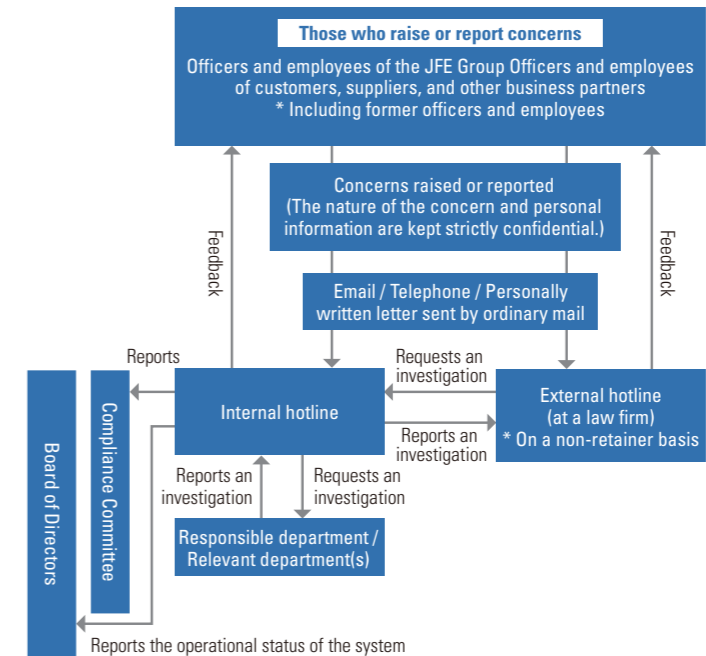 Those who raise or report concerns
Officers and employees of the JFE Group Officers and employees
of customers, suppliers, and other business partners
* Including former officers and employees
Concerns raised or reported
(The nature of the concern and personal
information are kept strictly confidential.)
Feedback
Feedback
Email / Telephone / Personally
written letter sent by ordinary mail
Reports
Requests an
investigation
Internal hotline
External hotline
(at a law firm)
* On a non-retainer basis
Reports an
investigation
Compliance Committee
Board of Directors
Reports an
investigation
Requests an
investigation
Responsible department /
Relevant department(s)
Reports the operational status of the system